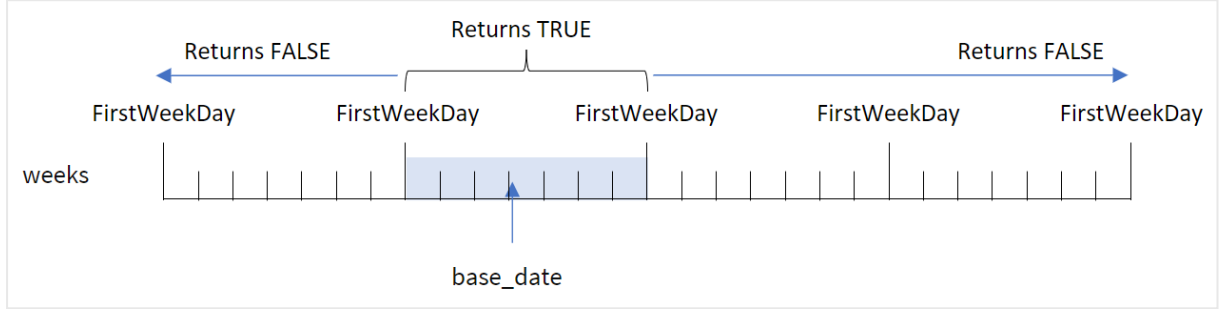 Returns TRUE
Returns FALSE Returns FALSE
FirstWeekDay FirstWeekDay FirstWeekDay FirstWeekDay FirstWeekDay
weeks
base_date